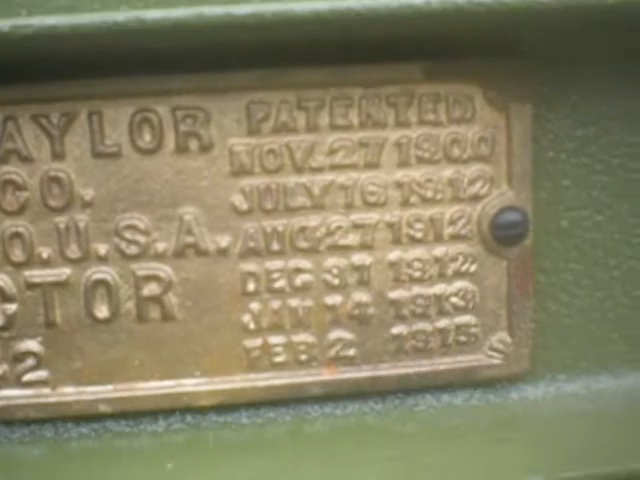 AYLOR
CO.
O.U.S.A.
CTOR
-2
PATENTED
NOV.27 1900
JULY 16 1912
AUG 27 1912
DEC 31 1912
JAN 14 1913
FEB 2 1915